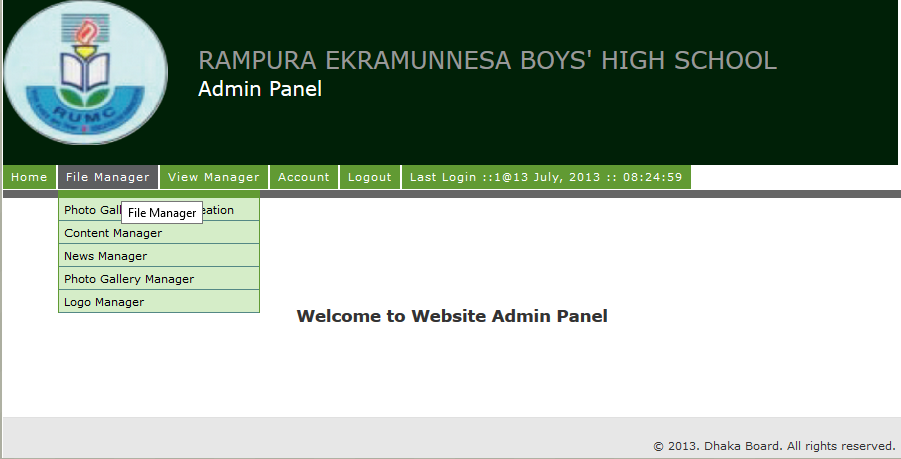 RUMC
RAMPURA EKRAMUNNESA BOYS' HIGH SCHOOL
Admin Panel
Home File Manager View Manager Account Logout Last Login ::1@13 July, 2013 :: 08:24:59
Photo Gall eation
File Manager
Content Manager
News Manager
Photo Gallery Manager
Logo Manager
Welcome to Website Admin Panel
© 2013. Dhaka Board. All rights reserved.